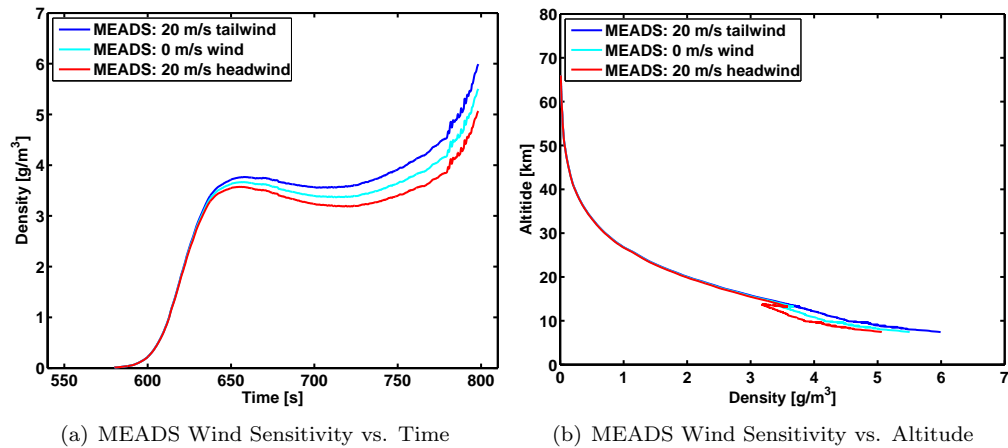 7
6
5
4
3
2
1
0
Density [g/m³]
MEADS: 20 m/s tailwind
MEADS: 0 m/s wind
MEADS: 20 m/s headwind
550 600 650 700 750 800
Time [s]
(a) MEADS Wind Sensitivity vs. Time
80
70
60
50
40
30
20
10
0
Altitide [km]
MEADS: 20 m/s tailwind
MEADS: 0 m/s wind
MEADS: 20 m/s headwind
0 1 2 3 4 5 6 7
Density [g/m³]
(b) MEADS Wind Sensitivity vs. Altitude